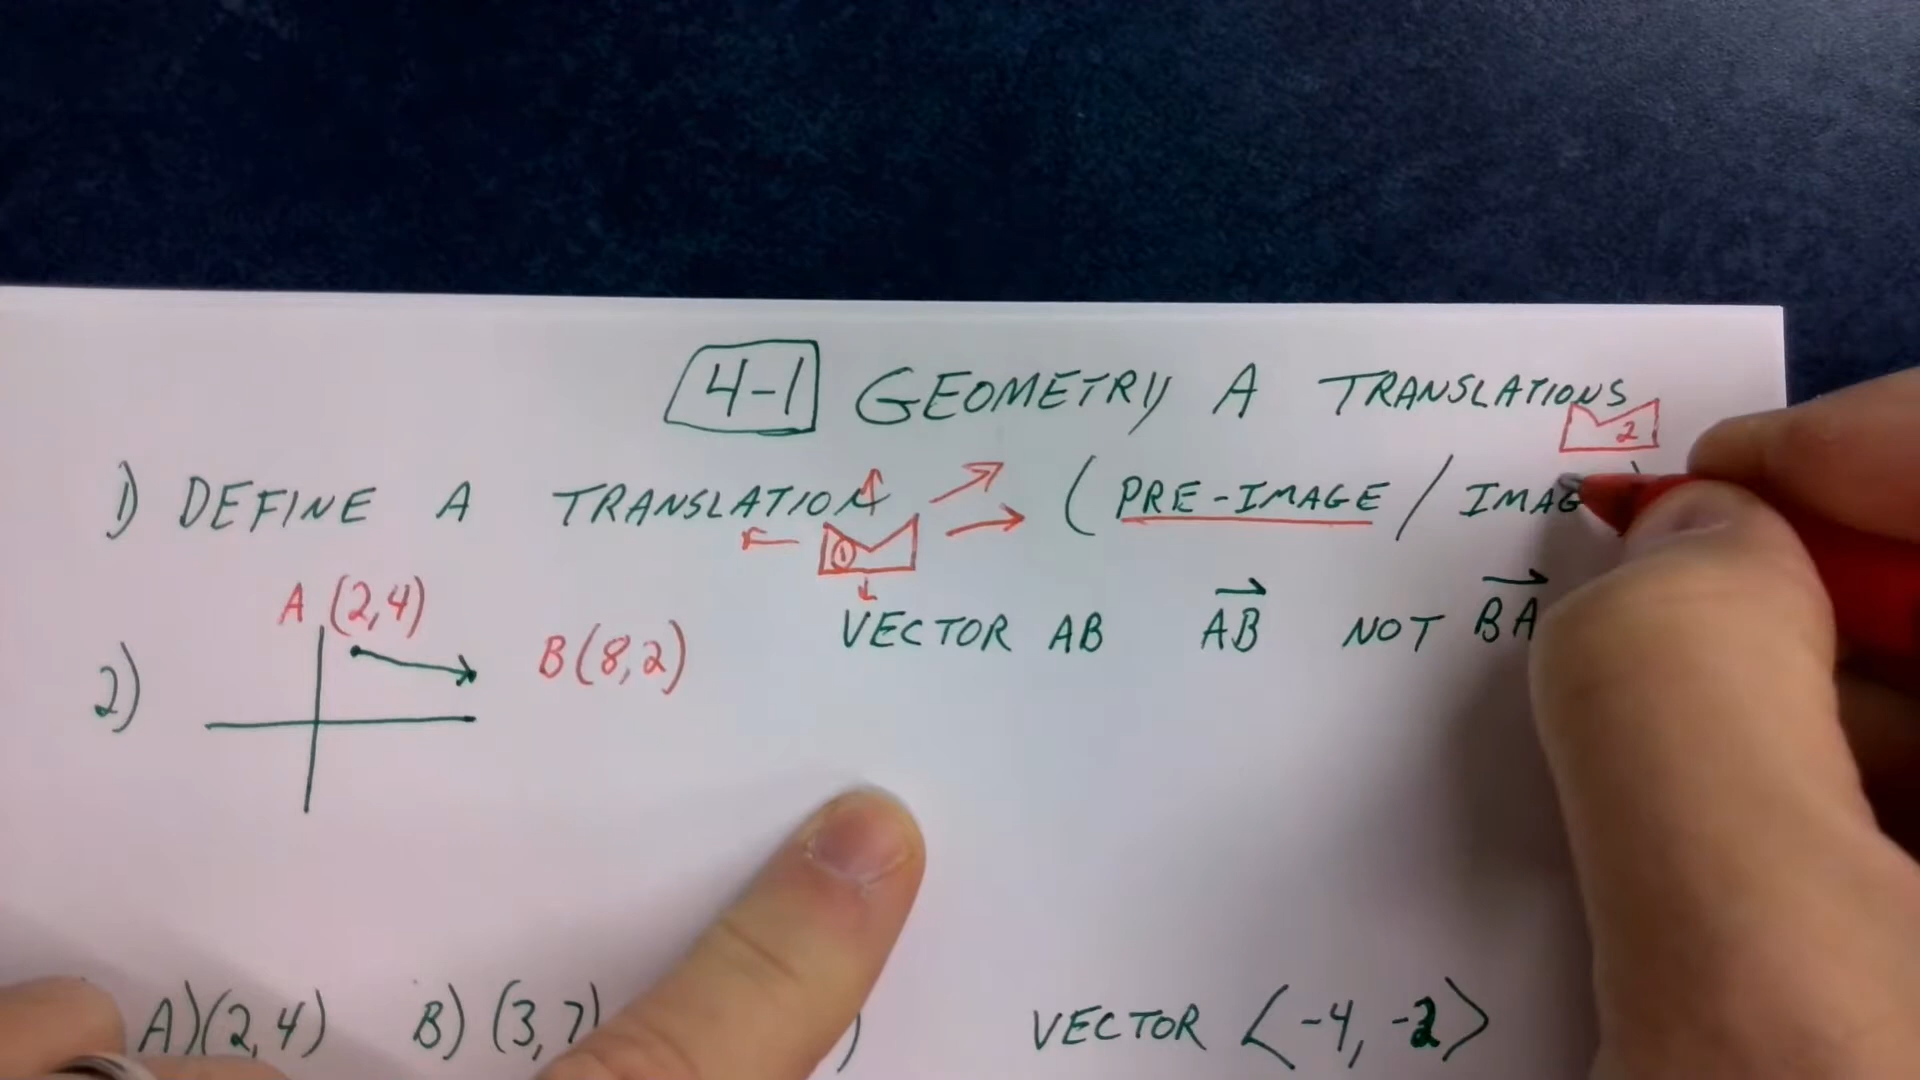 4-1 GEOMETRY A TRANSLATIONS
2
1) DEFINE A TRANSLATION (PRE-IMAGE / IMAG
1
A (2,4)
VECTOR AB AB NOT BA
2) B(8,2)
A)(2,4) B) (3,7) ) VECTOR <-4,-2>